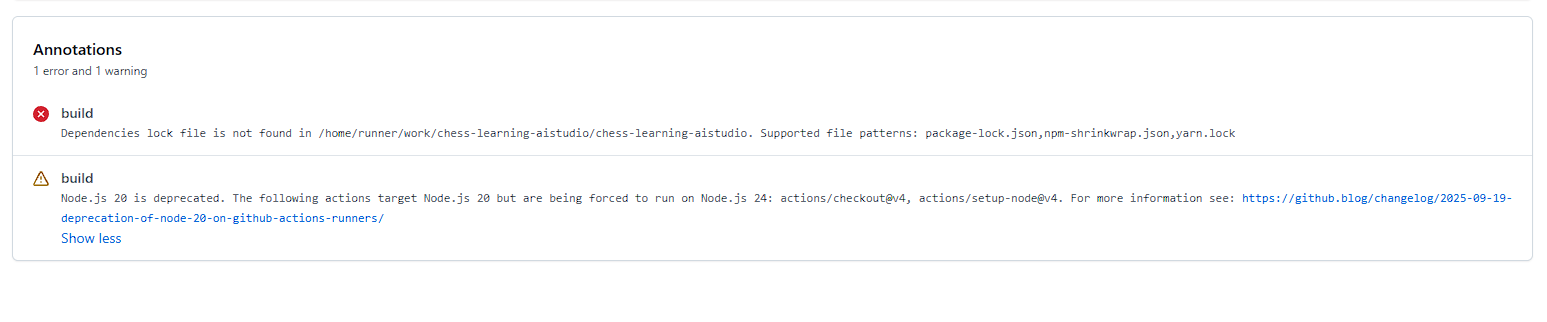 Annotations
1 error and 1 warning
build
Dependencies lock file is not found in /home/runner/work/chess-learning-aistudio/chess-learning-aistudio. Supported file patterns: package-lock.json,npm-shrinkwrap.json,yarn.lock
build
Node.js 20 is deprecated. The following actions target Node.js 20 but are being forced to run on Node.js 24: actions/checkout@v4, actions/setup-node@v4. For more information see: https://github.blog/changelog/2025-09-19-
deprecation-of-node-20-on-github-actions-runners/
Show less